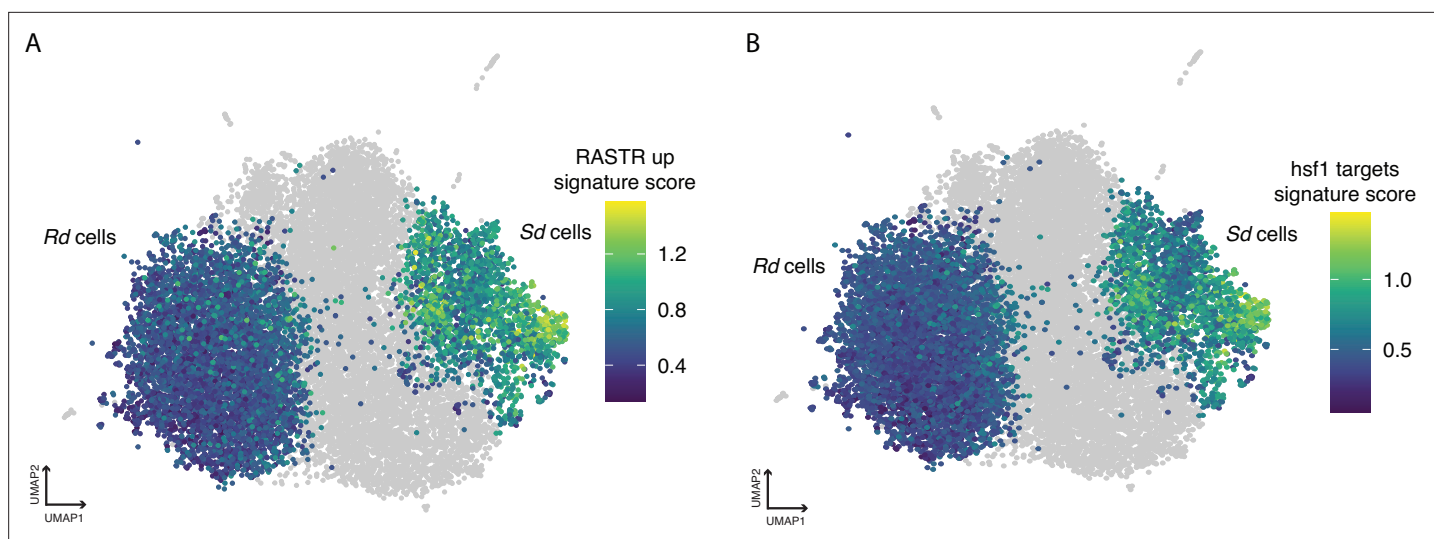 A
Rd cells
RASTR up
signature score
1.2
0.8
0.4
Sd cells
UMAP2
UMAP1
B
Rd cells
hsf1 targets
signature score
1.0
0.5
Sd cells
UMAP2
UMAP1